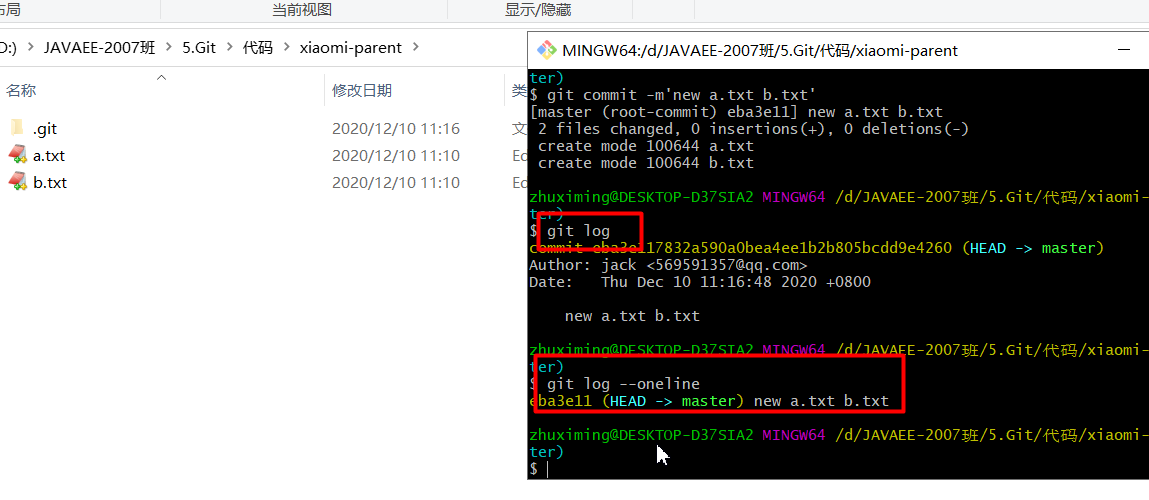 布局
当前视图
显示/隐藏
D:) > JAVAEE-2007班 > 5.Git > 代码 > xiaomi-parent >
名称
修改日期
类
.git
2020/12/10 11:16
文
a.txt
2020/12/10 11:10
Ed
b.txt
2020/12/10 11:10
Ed
MINGW64:/d/JAVAEE-2007班/5.Git/代码/xiaomi-parent
ter)
$ git commit -m'new a.txt b.txt'
[master (root-commit) eba3e11] new a.txt b.txt
2 files changed, 0 insertions(+), 0 deletions(-)
create mode 100644 a.txt
create mode 100644 b.txt
zhuximing@DESKTOP-D37SIA2 MINGW64 /d/JAVAEE-2007班/5.Git/代码/xiaomi-
ter)
$ git log
commit eba3e117832a590a0bea4ee1b2b805bcdd9e4260 (HEAD -> master)
Author: jack <569591357@qq.com>
Date:   Thu Dec 10 11:16:48 2020 +0800
new a.txt b.txt
zhuximing@DESKTOP-D37SIA2 MINGW64 /d/JAVAEE-2007班/5.Git/代码/xiaomi-
ter)
$ git log --oneline
eba3e11 (HEAD -> master) new a.txt b.txt
zhuximing@DESKTOP-D37SIA2 MINGW64 /d/JAVAEE-2007班/5.Git/代码/xiaomi-
ter)
$